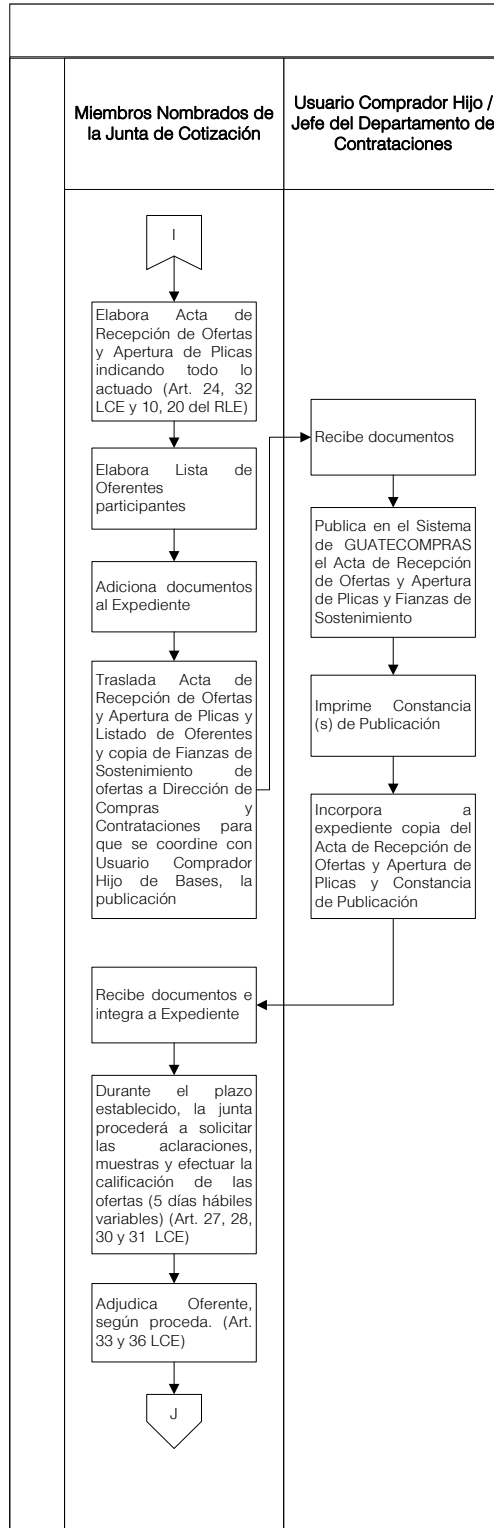 Miembros Nombrados de
la Junta de Cotización
Usuario Comprador Hijo /
Jefe del Departamento de
Contrataciones
I
Elabora Acta de
Recepción de Ofertas
y Apertura de Plicas
indicando todo lo
actuado (Art. 24, 32
LCE y 10, 20 del RLE)
Elabora Lista de
Oferentes
participantes
Adiciona documentos
al Expediente
Traslada Acta de
Recepción de Ofertas
y Apertura de Plicas y
Listado de Oferentes
y copia de Fianzas de
Sostenimiento de
ofertas a Dirección de
Compras y
Contrataciones para
que se coordine con
Usuario Comprador
Hijo de Bases, la
publicación
Recibe documentos
Publica en el Sistema
de GUATECOMPRAS
el Acta de Recepción
de Ofertas y Apertura
de Plicas y Fianzas de
Sostenimiento
Imprime Constancia
(s) de Publicación
Incorpora a
expediente copia del
Acta de Recepción de
Ofertas y Apertura de
Plicas y Constancia
de Publicación
Recibe documentos e
integra a Expediente
Durante el plazo
establecido, la junta
procederá a solicitar
las aclaraciones,
muestras y efectuar la
calificación de las
ofertas (5 días hábiles
variables) (Art. 27, 28,
30 y 31 LCE)
Adjudica Oferente,
según proceda. (Art.
33 y 36 LCE)
J